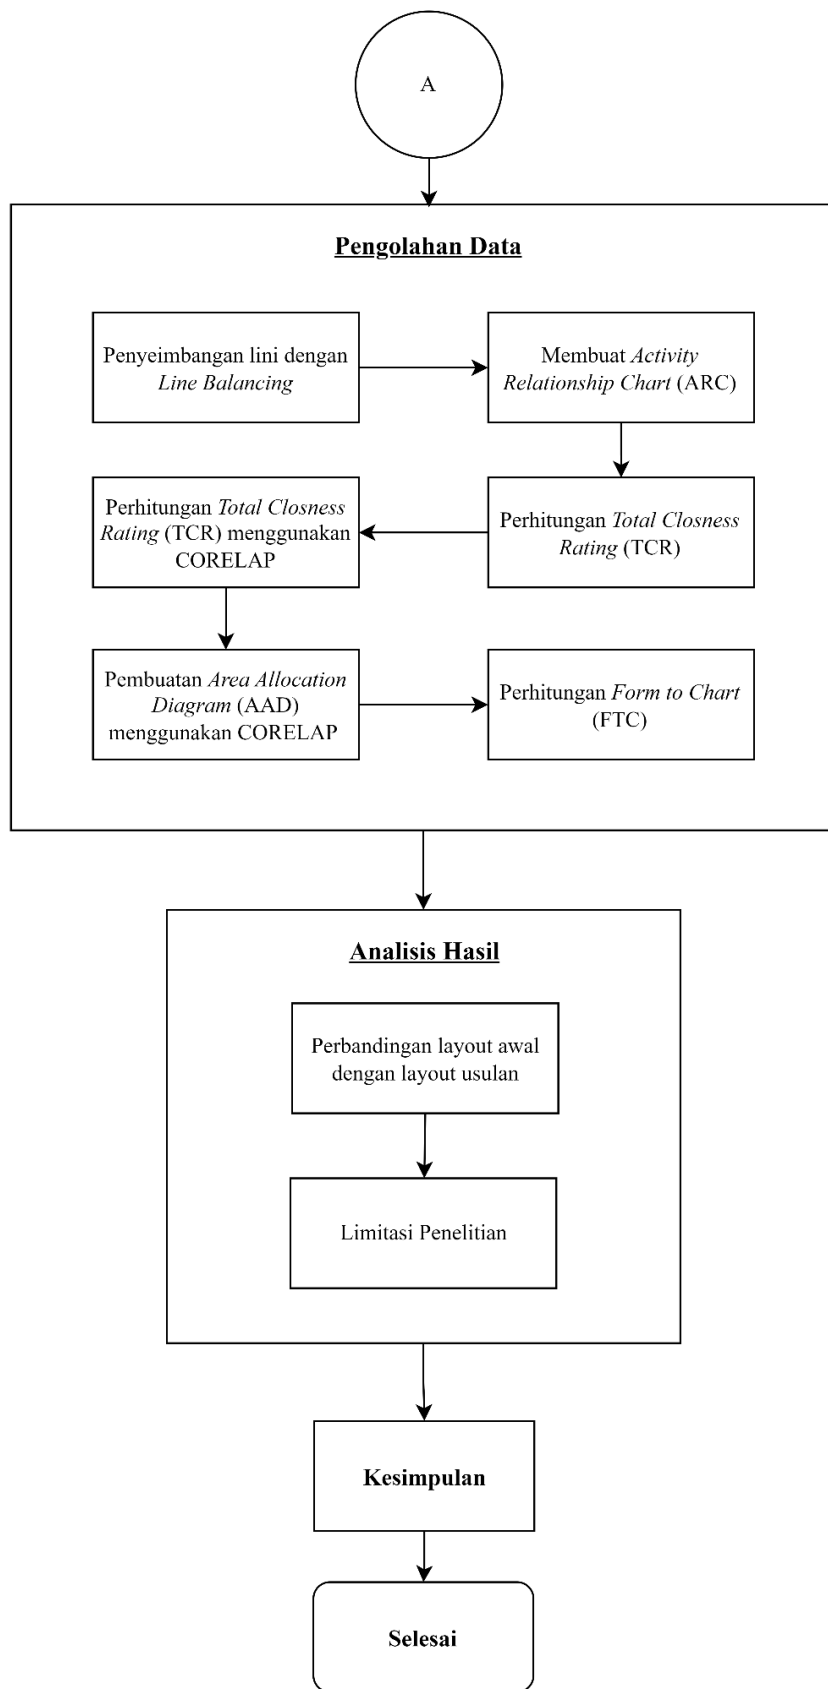 A
Pengolahan Data
Penyeimbangan lini dengan
Line Balancing
Membuat Activity
Relationship Chart (ARC)
Perhitungan Total Closness
Rating (TCR)
Perhitungan Total Closness
Rating (TCR) menggunakan
CORELAP
Pembuatan Area Allocation
Diagram (AAD)
menggunakan CORELAP
Perhitungan Form to Chart
(FTC)
Analisis Hasil
Perbandingan layout awal
dengan layout usulan
Limitasi Penelitian
Kesimpulan
Selesai